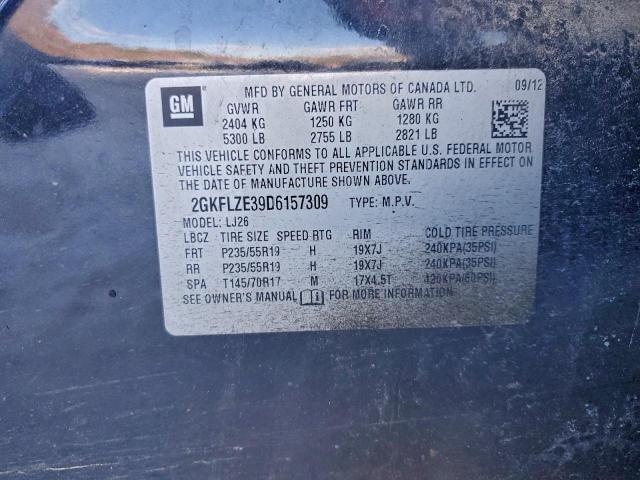 GM
MFD BY GENERAL MOTORS OF CANADA LTD. 09/12
GVWR GAWR FRT GAWR RR
2404 KG 1250 KG 1280 KG
5300 LB 2755 LB 2821 LB
THIS VEHICLE CONFORMS TO ALL APPLICABLE U.S. FEDERAL MOTOR
VEHICLE SAFETY AND THEFT PREVENTION STANDARDS IN EFFECT ON
THE DATE OF MANUFACTURE SHOWN ABOVE.
2GKFLZE39D6157309 TYPE: M.P.V.
MODEL: LJ26
LBCZ TIRE SIZE SPEED RTG RIM COLD TIRE PRESSURE
FRT P235/55R19 H 19X7J 240KPA(35PSI)
RR P235/55R19 H 19X7J 240KPA(35PSI)
SPA T145/70R17 M 17X4.5T 420KPA(60PSI)
SEE OWNER'S MANUAL FOR MORE INFORMATION.